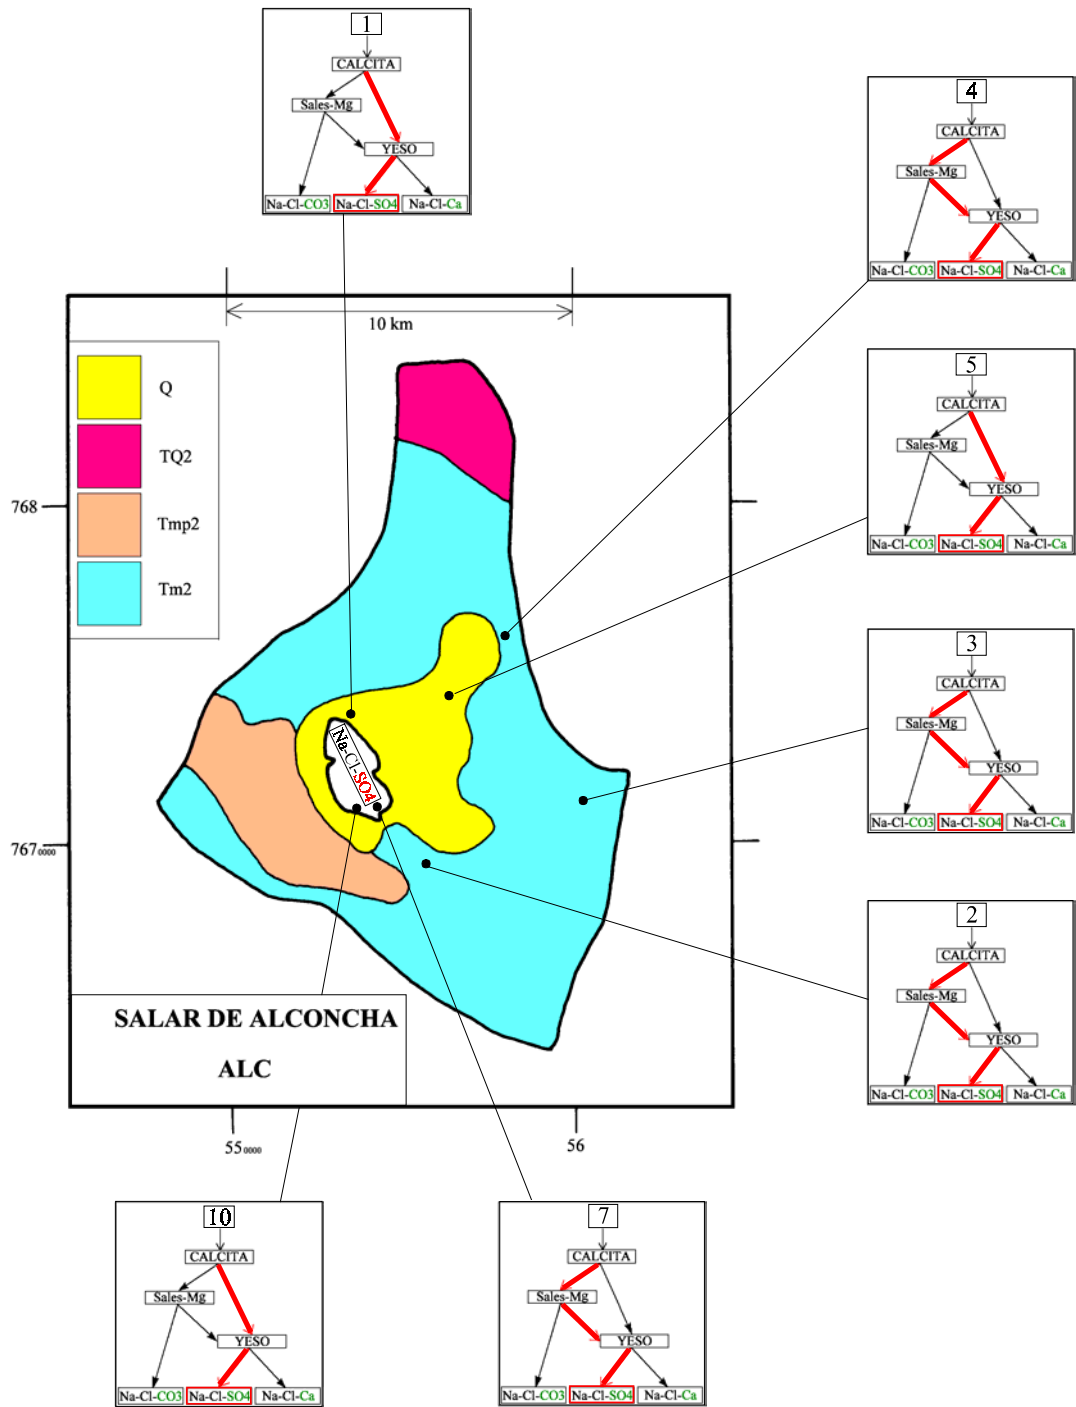 1
CALCITA
Sales-Mg
YESO
Na-Cl-CO3 Na-Cl-SO4 Na-Cl-Ca
4
CALCITA
Sales-Mg
YESO
Na-Cl-CO3 Na-Cl-SO4 Na-Cl-Ca
10 km
Q
TQ2
Tmp2
Tm2
5
CALCITA
Sales-Mg
YESO
Na-Cl-CO3 Na-Cl-SO4 Na-Cl-Ca
768
3
CALCITA
Sales-Mg
YESO
Na-Cl-CO3 Na-Cl-SO4 Na-Cl-Ca
Na-Cl-SO4
7670000
2
CALCITA
Sales-Mg
YESO
Na-Cl-CO3 Na-Cl-SO4 Na-Cl-Ca
SALAR DE ALCONCHA
ALC
550000
56
10
CALCITA
Sales-Mg
YESO
Na-Cl-CO3 Na-Cl-SO4 Na-Cl-Ca
7
CALCITA
Sales-Mg
YESO
Na-Cl-CO3 Na-Cl-SO4 Na-Cl-Ca